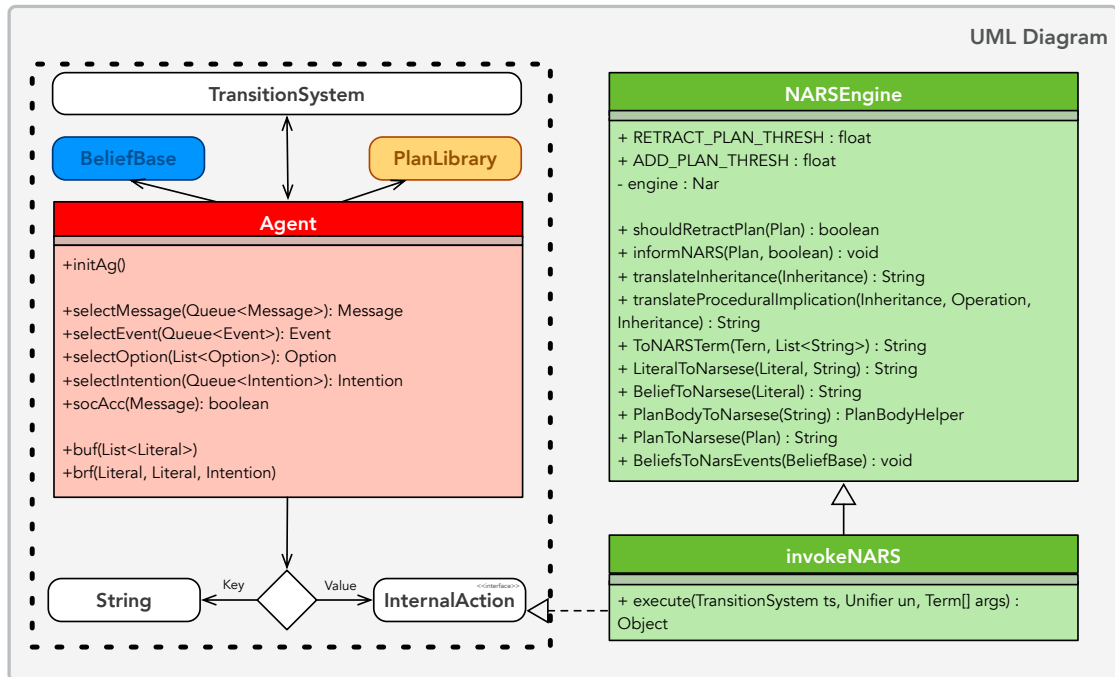 UML Diagram
TransitionSystem
BeliefBase
PlanLibrary
Agent
+initAg()
+selectMessage(Queue<Message>): Message
+selectEvent(Queue<Event>): Event
+selectOption(List<Option>): Option
+selectIntention(Queue<Intention>): Intention
+socAcc(Message): boolean
+buf(List<Literal>)
+brf(Literal, Literal, Intention)
Key
Value
String
<<interface>>
InternalAction
NARSEngine
+ RETRACT_PLAN_THRESH : float
+ ADD_PLAN_THRESH : float
- engine : Nar
+ shouldRetractPlan(Plan) : boolean
+ informNARS(Plan, boolean) : void
+ translateInheritance(Inheritance) : String
+ translateProceduralImplication(Inheritance, Operation,
Inheritance) : String
+ ToNARSTerm(Tern, List<String>) : String
+ LiteralToNarsese(Literal, String) : String
+ BeliefToNarsese(Literal) : String
+ PlanBodyToNarsese(String) : PlanBodyHelper
+ PlanToNarsese(Plan) : String
+ BeliefsToNarsEvents(BeliefBase) : void
invokeNARS
+ execute(TransitionSystem ts, Unifier un, Term[] args) :
Object